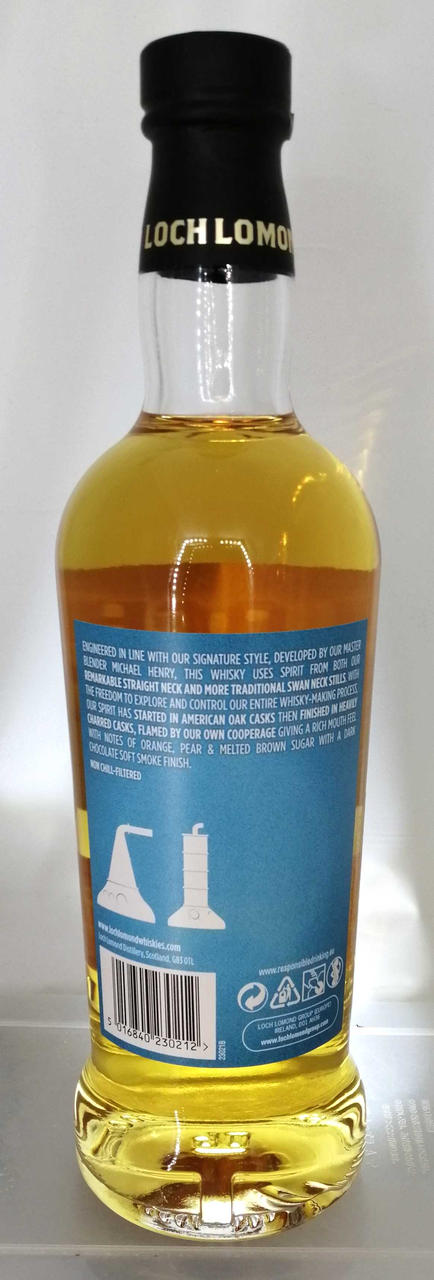 LOCH LOMON
ENGINEERED IN LINE WITH OUR SIGNATURE STYLE, DEVELOPED BY OUR MASTER
BLENDER MICHAEL HENRY, THIS WHISKY USES SPIRIT FROM BOTH OUR
REMARKABLE STRAIGHT NECK AND MORE TRADITIONAL SWAN NECK STILLS. WITH
THE FREEDOM TO EXPLORE AND CONTROL OUR ENTIRE WHISKY-MAKING PROCESS,
OUR SPIRIT HAS STARTED IN AMERICAN OAK CASKS THEN FINISHED IN HEAVILY
CHARRED CASKS, FLAMED BY OUR OWN COOPERAGE GIVING A RICH MOUTH FEEL
WITH NOTES OF ORANGE, PEAR & MELTED BROWN SUGAR WITH A DARK
CHOCOLATE SOFT SMOKE FINISH.
NON CHILL-FILTERED
www.lochlomondwhiskies.com
Loch Lomond Distillery, Scotland, G83 0TL
5 016840 230212 >
230218
www.responsibledrinking.eu
LOCH LOMOND GROUP (EUROPE)
IRELAND, D01 A4X6
www.lochlomondgroup.com